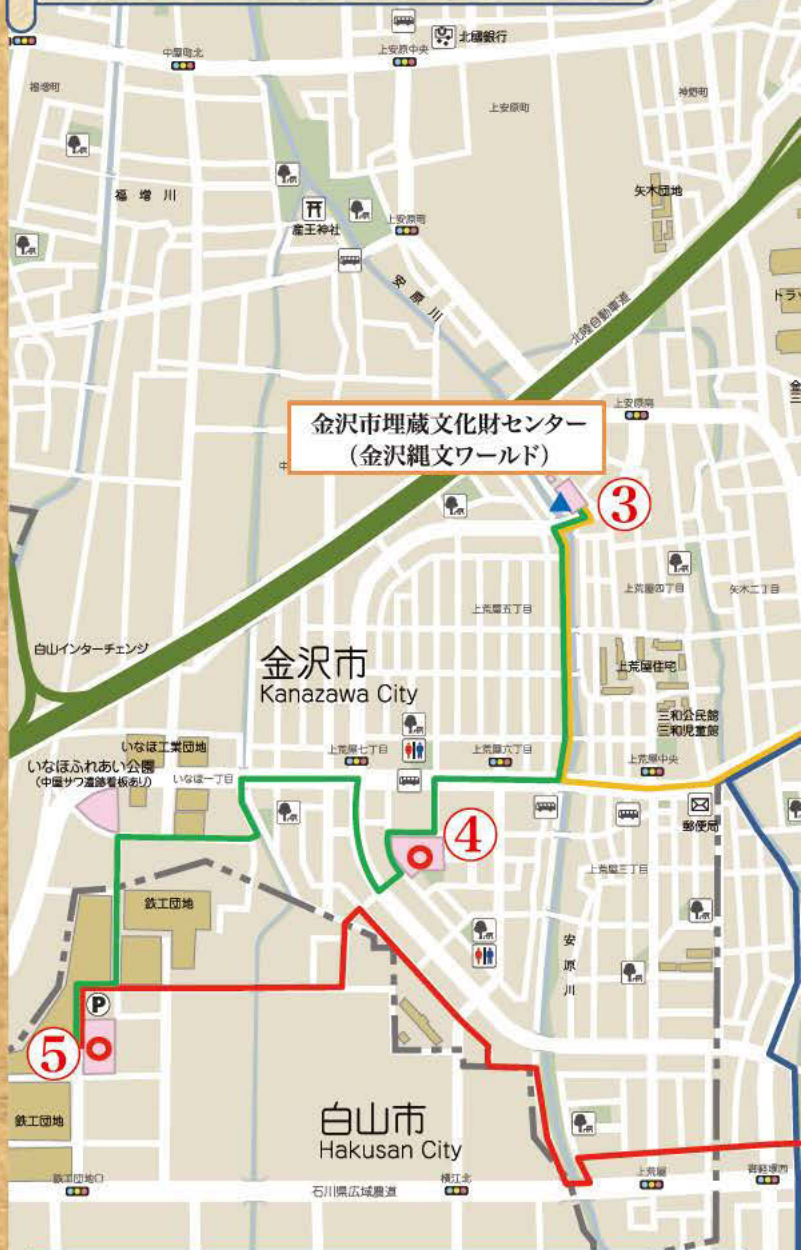 北國銀行
中屋町北
上安原中央
福増町
上安原町
神野町
福増川
矢木団地
産王神社
上安原町
安原川
北陸自動車道
トラッ
上安原南
金沢市埋蔵文化財センター
（金沢縄文ワールド）
③
上荒屋四丁目
矢木二丁目
上荒屋五丁目
白山インターチェンジ
金沢市
Kanazawa City
上荒屋住宅
三和公民館
三和児童館
いなほ工業団地
上荒屋七丁目
上荒屋六丁目
上荒屋中央
いなほふれあい公園
（中屋サワ遺跡看板あり）
いなほ一丁目
郵便局
④
上荒屋三丁目
鉄工団地
安原川
P
⑤
白山市
Hakusan City
鉄工団地
鉄工団地口
石川県広域農道
横江北
上荒屋
御経塚西